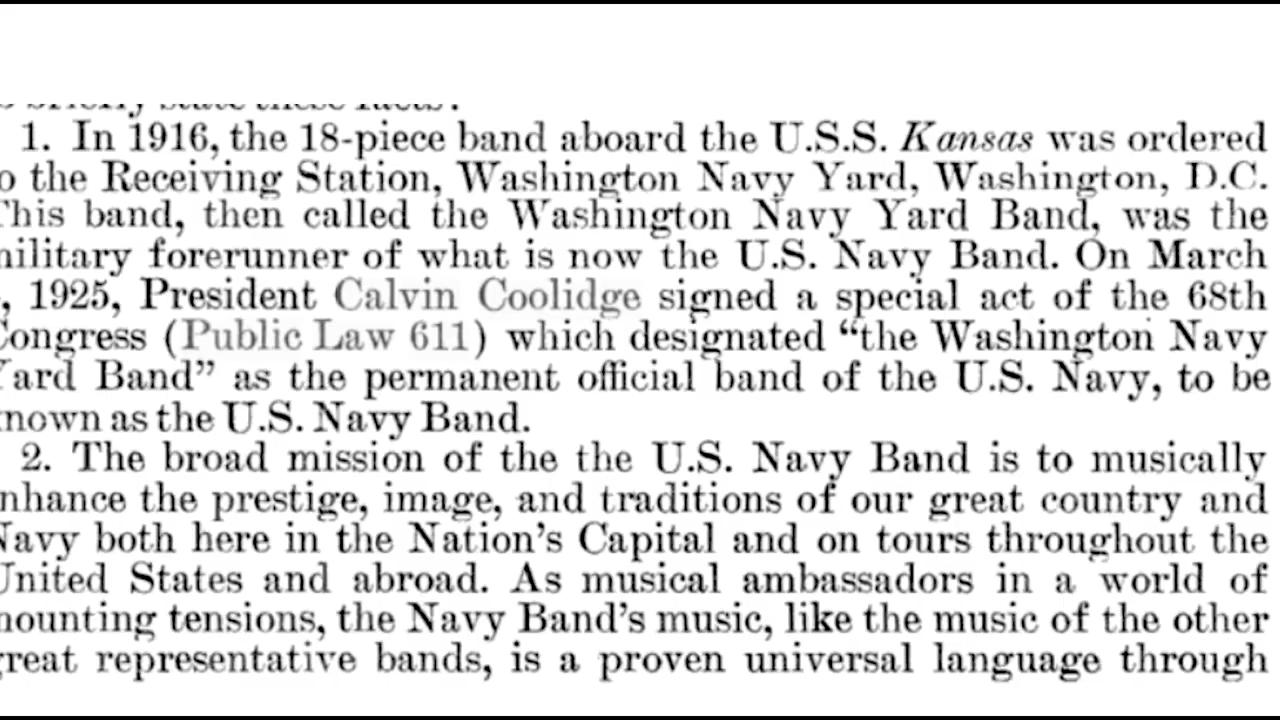 briefly state these facts:
1. In 1916, the 18-piece band aboard the U.S.S. Kansas was ordered
o the Receiving Station, Washington Navy Yard, Washington, D.C.
This band, then called the Washington Navy Yard Band, was the
military forerunner of what is now the U.S. Navy Band. On March
, 1925, President Calvin Coolidge signed a special act of the 68th
Congress (Public Law 611) which designated “the Washington Navy
Yard Band” as the permanent official band of the U.S. Navy, to be
nown as the U.S. Navy Band.
2. The broad mission of the the U.S. Navy Band is to musically
nhance the prestige, image, and traditions of our great country and
Navy both here in the Nation’s Capital and on tours throughout the
United States and abroad. As musical ambassadors in a world of
mounting tensions, the Navy Band’s music, like the music of the other
great representative bands, is a proven universal language through